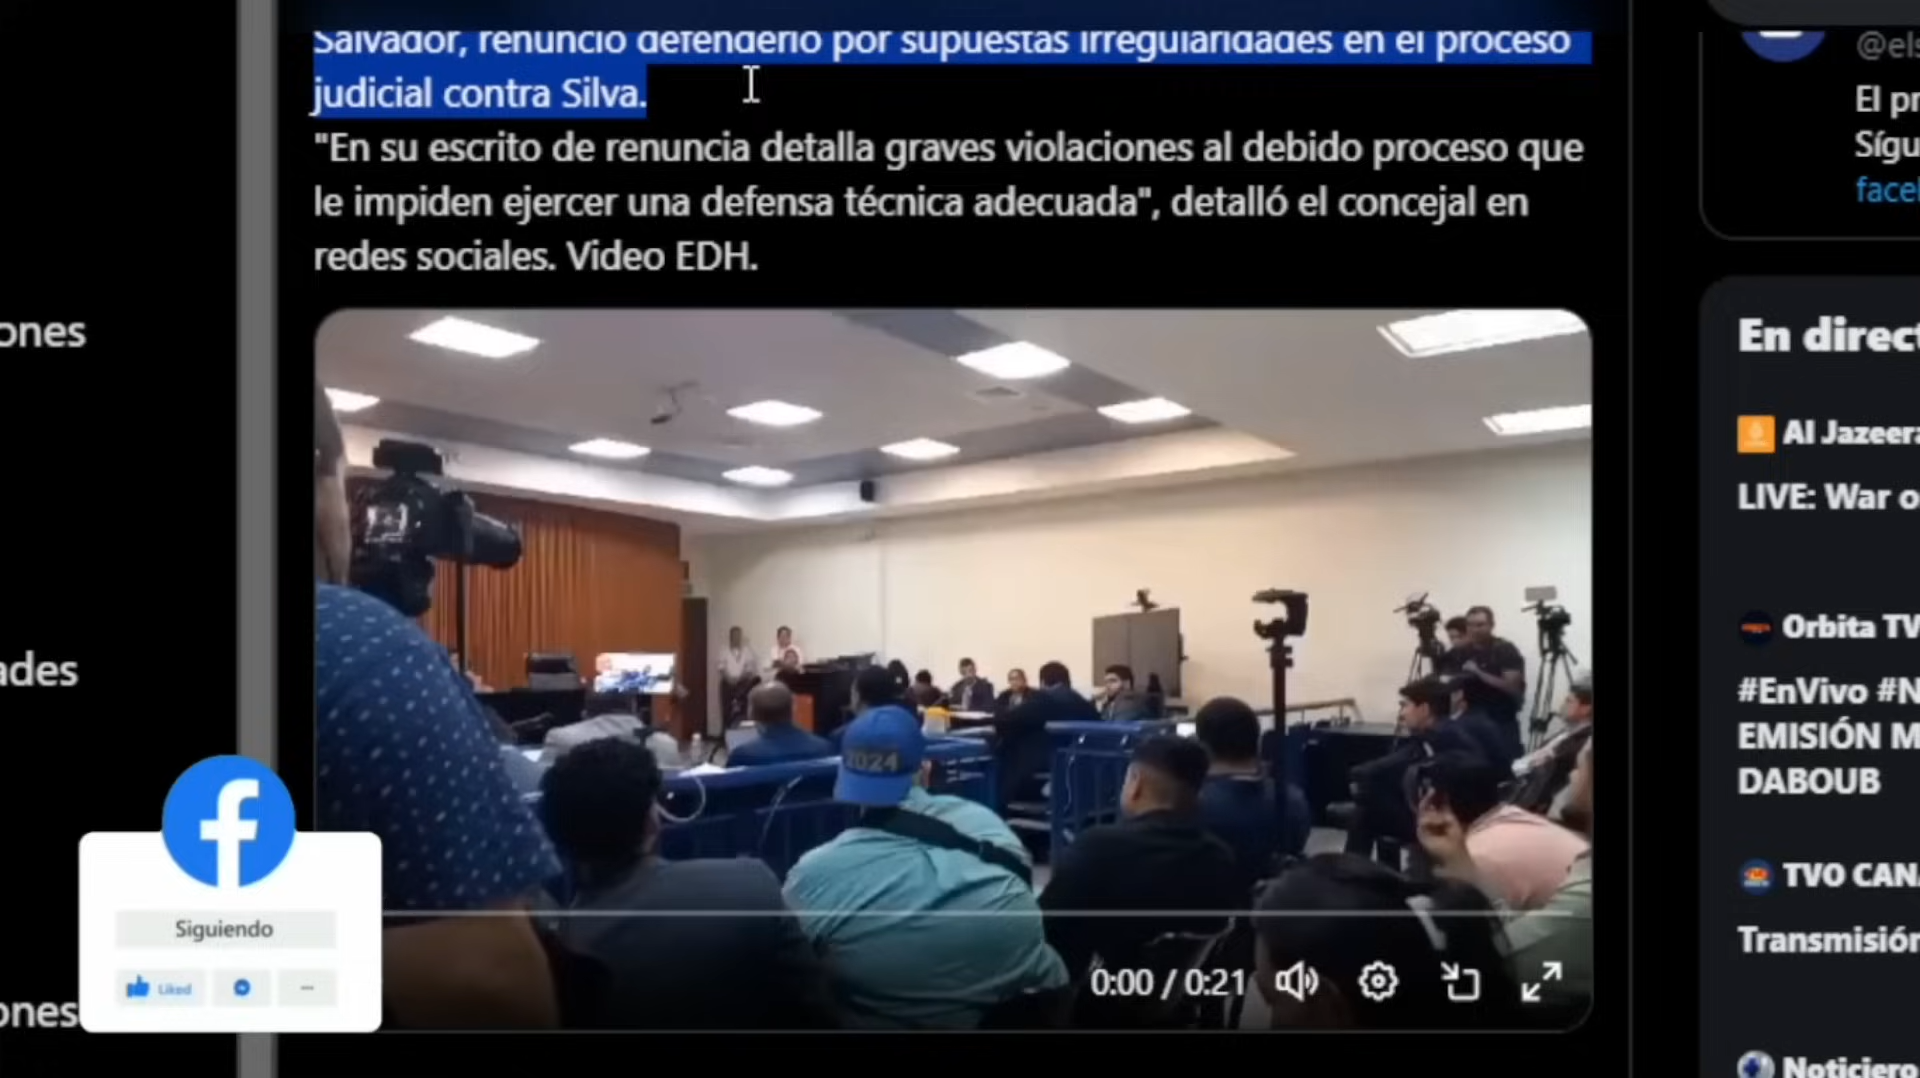 Salvador, renunció defenderlo por supuestas irregularidades en el proceso
judicial contra Silva.
"En su escrito de renuncia detalla graves violaciones al debido proceso que
le impiden ejercer una defensa técnica adecuada", detalló el concejal en
redes sociales. Video EDH.
ones
ades
ones
2024
Siguiendo
Liked
0:00 / 0:21
@els
El pr
Sígu
facel
En direct
Al Jazeera
LIVE: War o
Orbita TV
#EnVivo #N
EMISIÓN M
DABOUB
TVO CANA
Transmisión
Noticiero